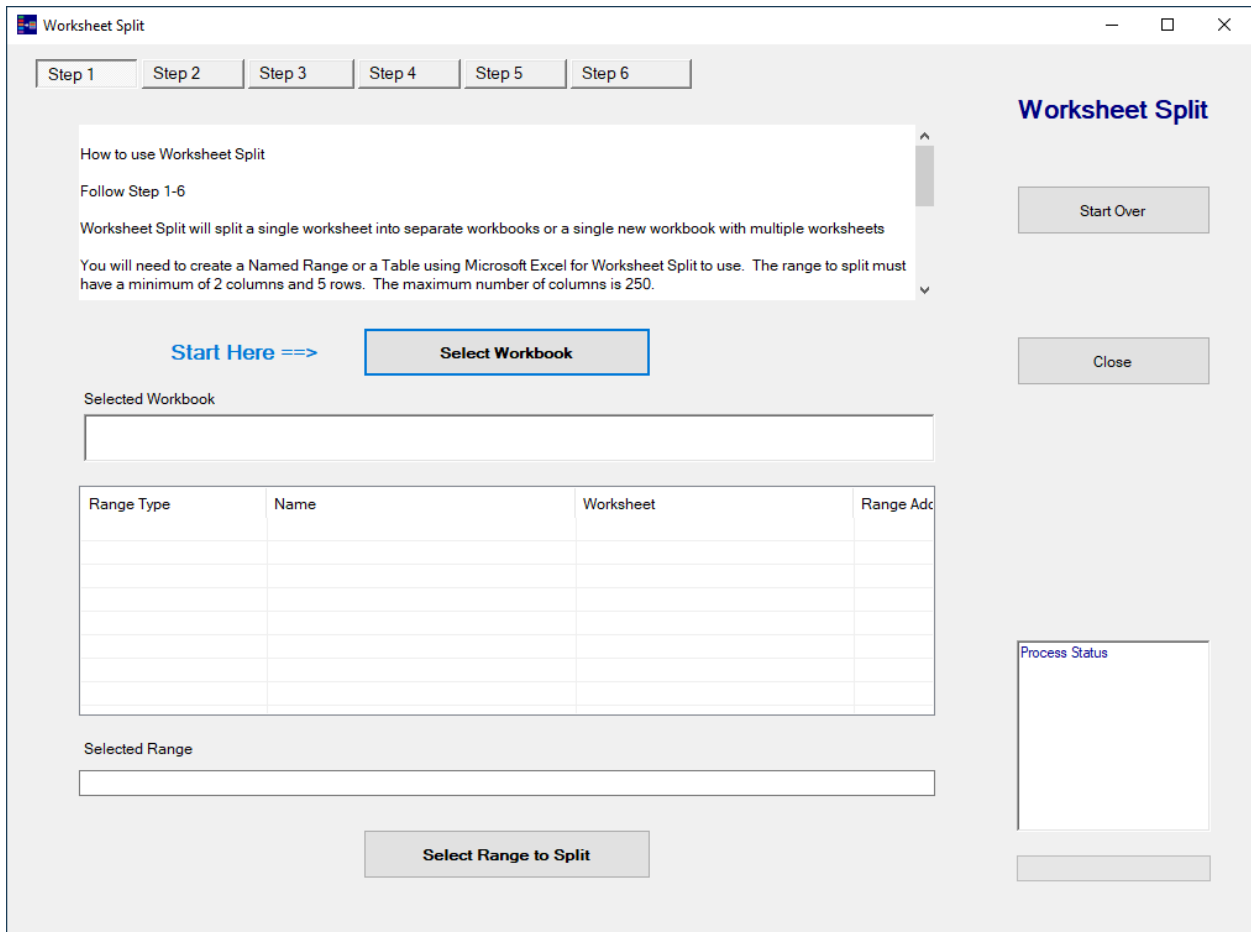 Worksheet Split
Step 1
Step 2
Step 3
Step 4
Step 5
Step 6
Worksheet Split
How to use Worksheet Split
Follow Step 1-6
Worksheet Split will split a single worksheet into separate workbooks or a single new workbook with multiple worksheets
You will need to create a Named Range or a Table using Microsoft Excel for Worksheet Split to use.  The range to split must
have a minimum of 2 columns and 5 rows.  The maximum number of columns is 250.
Start Over
Start Here ==>
Select Workbook
Close
Selected Workbook
Range Type
Name
Worksheet
Range Add
Process Status
Selected Range
Select Range to Split